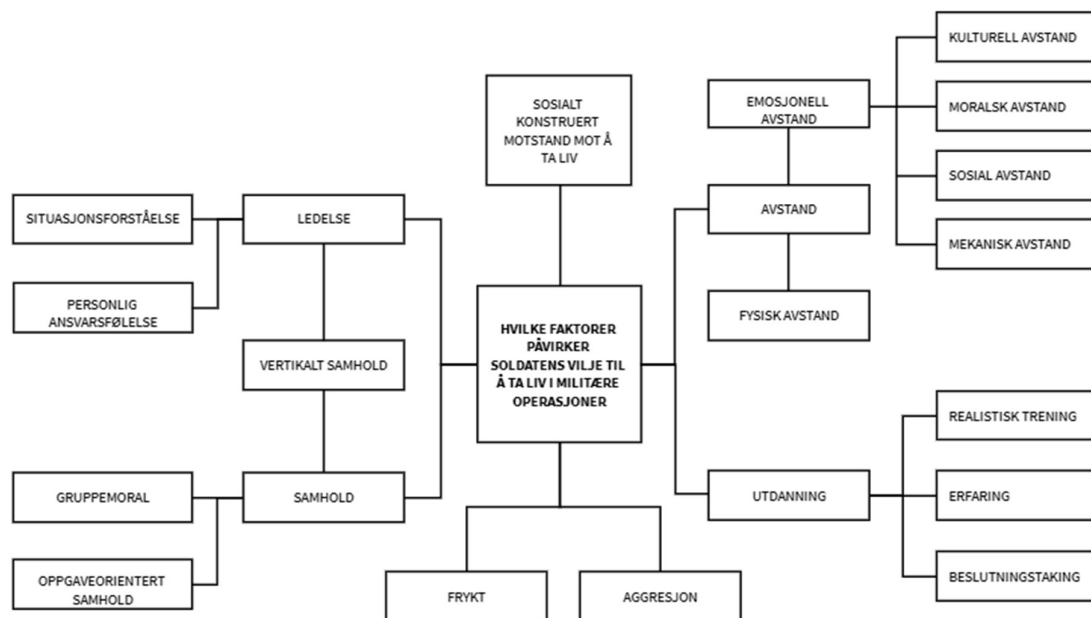 KULTURELL AVSTAND
SOSIALT
KONSTRUERT
MOTSTAND MOT Å
TA LIV
EMOSJONELL
AVSTAND
MORALSK AVSTAND
SOSIAL AVSTAND
SITUASJONSFORSTÅELSE
LEDELSE
AVSTAND
MEKANISK AVSTAND
PERSONLIG
ANSVARSFØLELSE
FYSISK AVSTAND
HVILKE FAKTORER
PÅVIRKER
SOLDATENS VILJE TIL
Å TA LIV I MILITÆRE
OPERASJONER
VERTIKALT SAMHOLD
REALISTISK TRENING
GRUPPEMORAL
SAMHOLD
UTDANNING
ERFARING
OPPGAVEORIENTERT
SAMHOLD
FRYKT
AGGRESJON
BESLUTNINGSTAKING